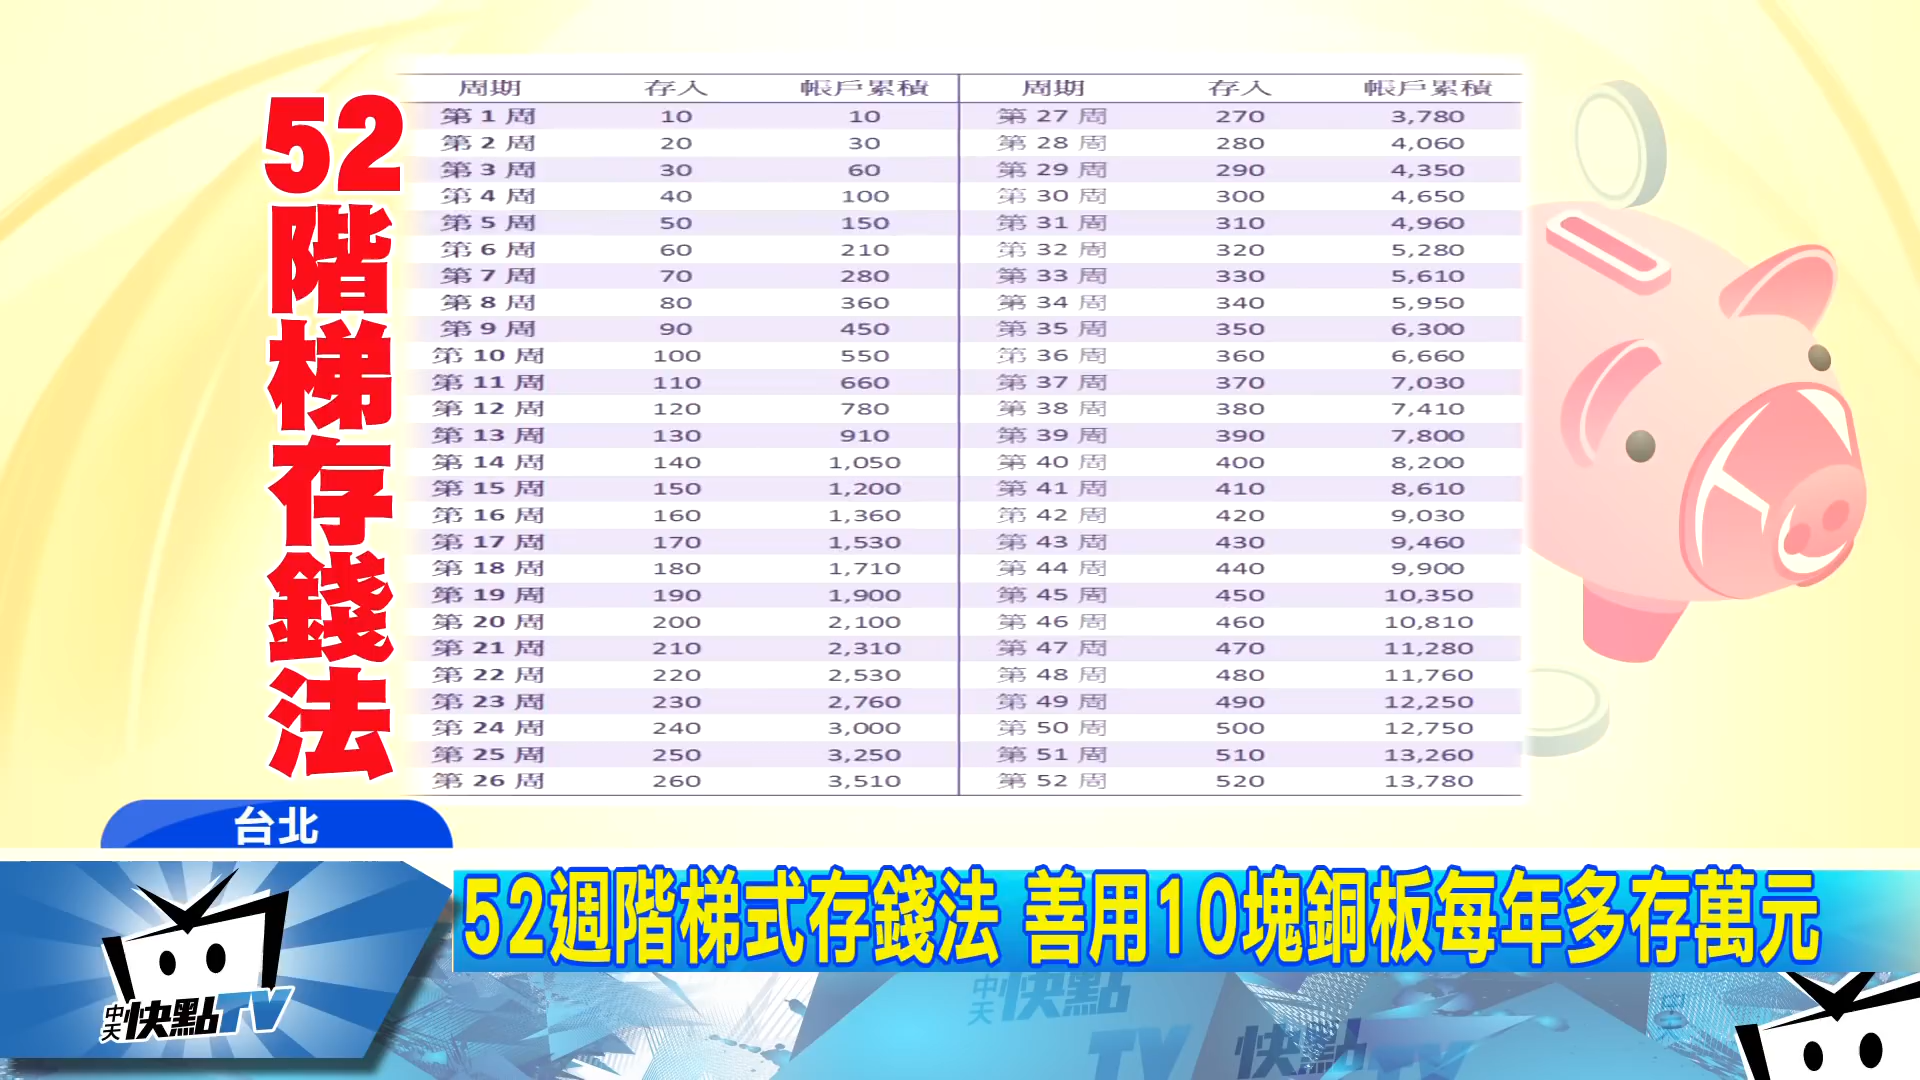 52階梯存錢法
周期 存入 帳戶累積 周期 存入 帳戶累積
第 1 周 10 10 第 27 周 270 3,780
第 2 周 20 30 第 28 周 280 4,060
第 3 周 30 60 第 29 周 290 4,350
第 4 周 40 100 第 30 周 300 4,650
第 5 周 50 150 第 31 周 310 4,960
第 6 周 60 210 第 32 周 320 5,280
第 7 周 70 280 第 33 周 330 5,610
第 8 周 80 360 第 34 周 340 5,950
第 9 周 90 450 第 35 周 350 6,300
第 10 周 100 550 第 36 周 360 6,660
第 11 周 110 660 第 37 周 370 7,030
第 12 周 120 780 第 38 周 380 7,410
第 13 周 130 910 第 39 周 390 7,800
第 14 周 140 1,050 第 40 周 400 8,200
第 15 周 150 1,200 第 41 周 410 8,610
第 16 周 160 1,360 第 42 周 420 9,030
第 17 周 170 1,530 第 43 周 430 9,460
第 18 周 180 1,710 第 44 周 440 9,900
第 19 周 190 1,900 第 45 周 450 10,350
第 20 周 200 2,100 第 46 周 460 10,810
第 21 周 210 2,310 第 47 周 470 11,280
第 22 周 220 2,530 第 48 周 480 11,760
第 23 周 230 2,760 第 49 周 490 12,250
第 24 周 240 3,000 第 50 周 500 12,750
第 25 周 250 3,250 第 51 周 510 13,260
第 26 周 260 3,510 第 52 周 520 13,780
台北
52週階梯式存錢法 善用10塊銅板每年多存萬元
中天快點TV
中天快點TV
快點TV